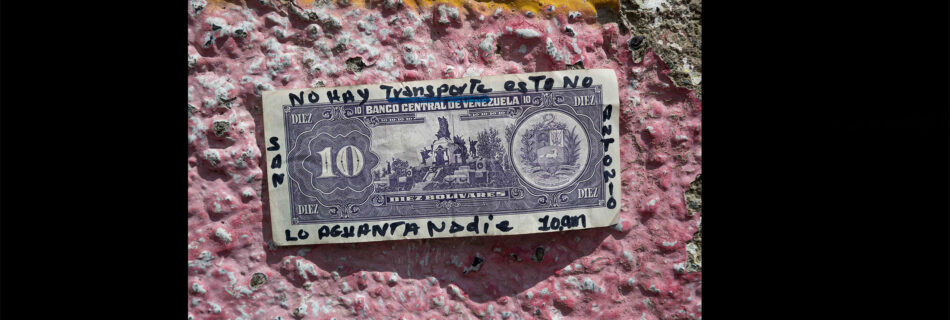 NO HAY Transporte esTo NO
10 BANCO CENTRAL DE VENEZUELA 10
DIEZ DIEZ
SAN
10
ANTONIO
DIEZ DIEZ
DIEZ BOLIVARES
LO AGUANTA Nadie 10AM